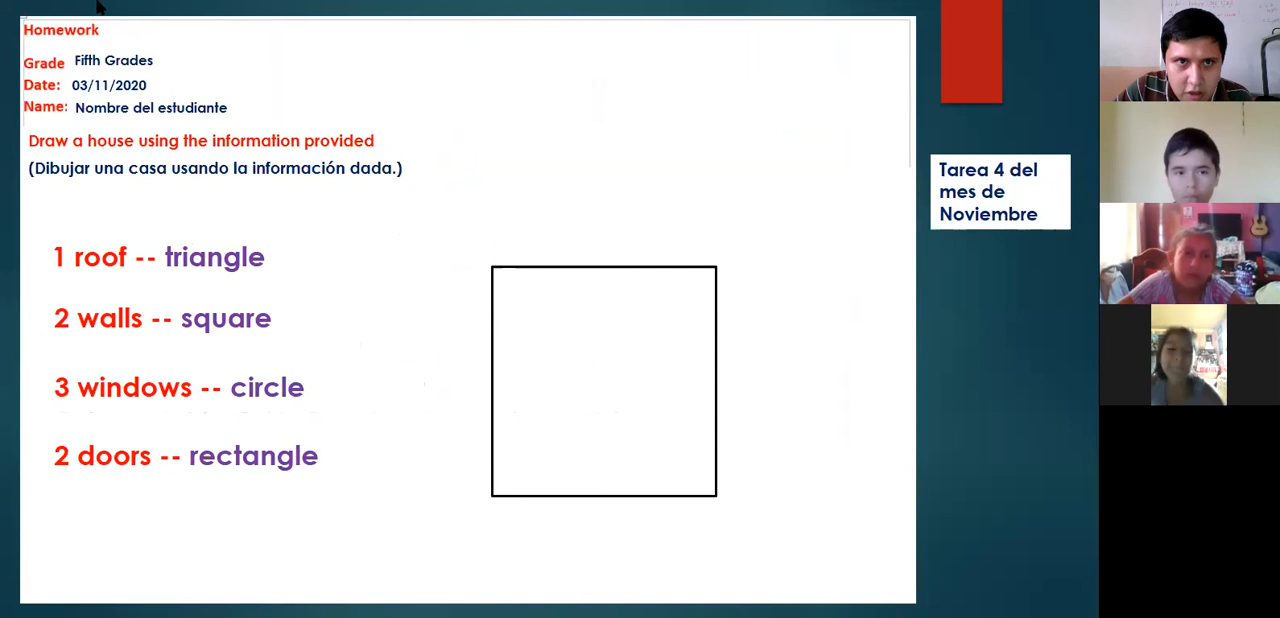 Homework
Grade Fifth Grades
Date: 03/11/2020
Name: Nombre del estudiante
Draw a house using the information provided
(Dibujar una casa usando la información dada.)
1 roof -- triangle
2 walls -- square
3 windows -- circle
2 doors -- rectangle
Tarea 4 del
mes de
Noviembre